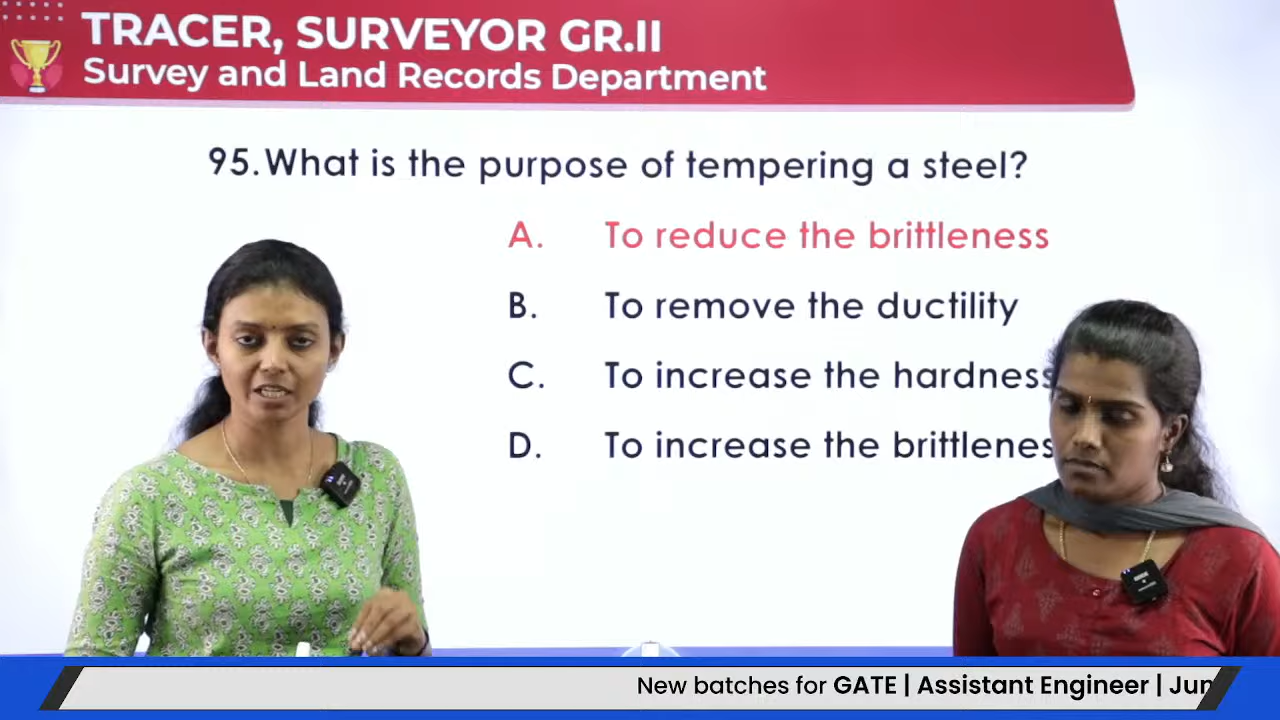 TRACER, SURVEYOR GR.II
Survey and Land Records Department
95.What is the purpose of tempering a steel?
A. To reduce the brittleness
B. To remove the ductility
C. To increase the hardness
D. To increase the brittlenes
New batches for GATE | Assistant Engineer | Jun